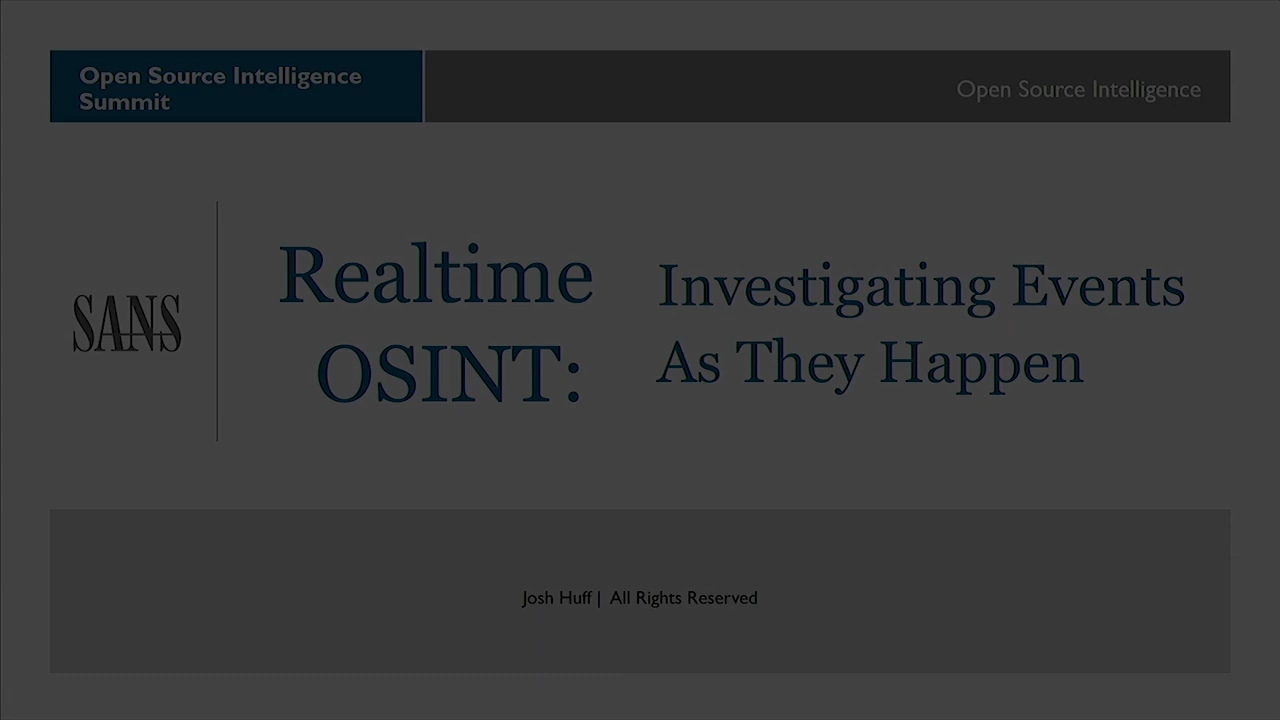 Open Source Intelligence
Summit
Open Source Intelligence
SANS
Realtime
OSINT:
Investigating Events
As They Happen
Josh Huff | All Rights Reserved